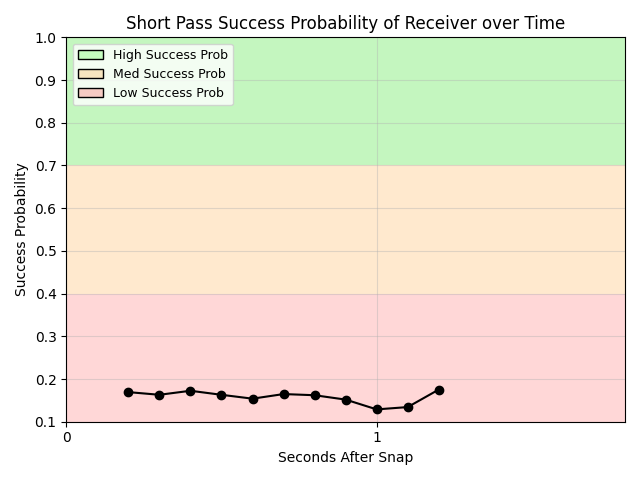 Short Pass Success Probability of Receiver over Time
High Success Prob
Med Success Prob
Low Success Prob
Success Probability
1.0
0.9
0.8
0.7
0.6
0.5
0.4
0.3
0.2
0.1
0 1
Seconds After Snap